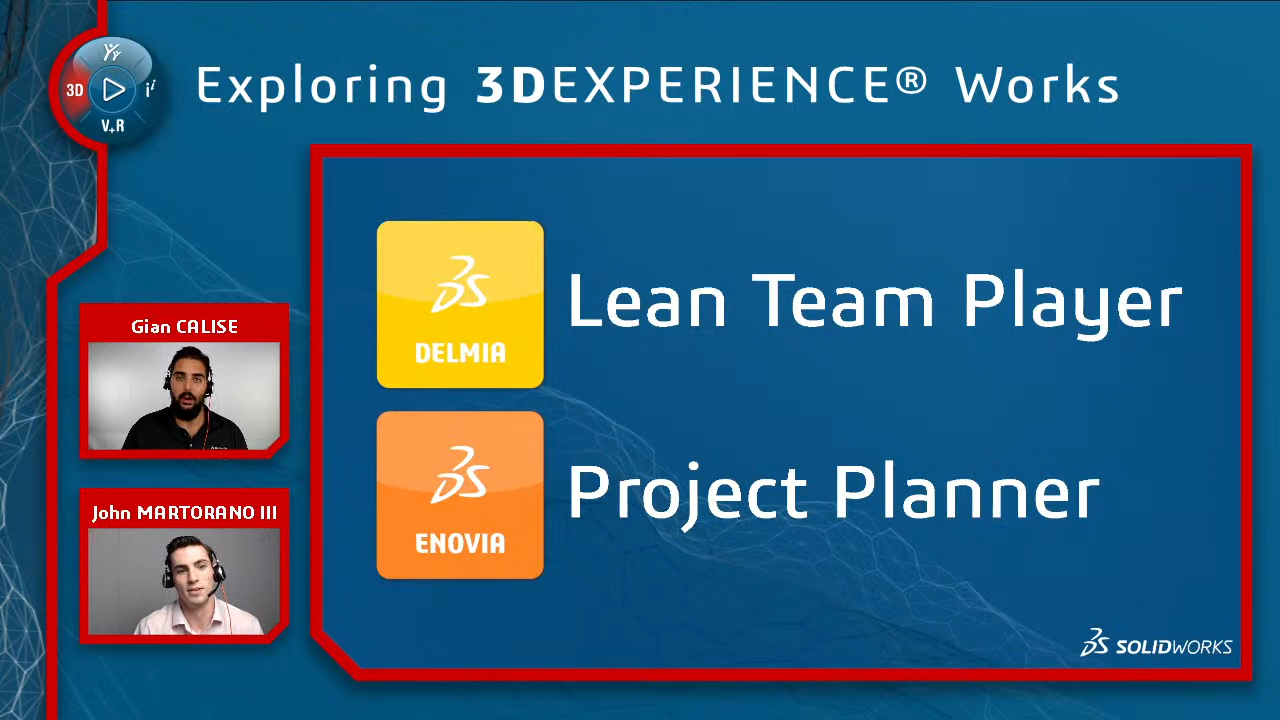 Exploring 3DEXPERIENCE® Works
3D
i
V+R
Gian CALISE
John MARTORANO III
DELMIA
Lean Team Player
ENOVIA
Project Planner
SOLIDWORKS